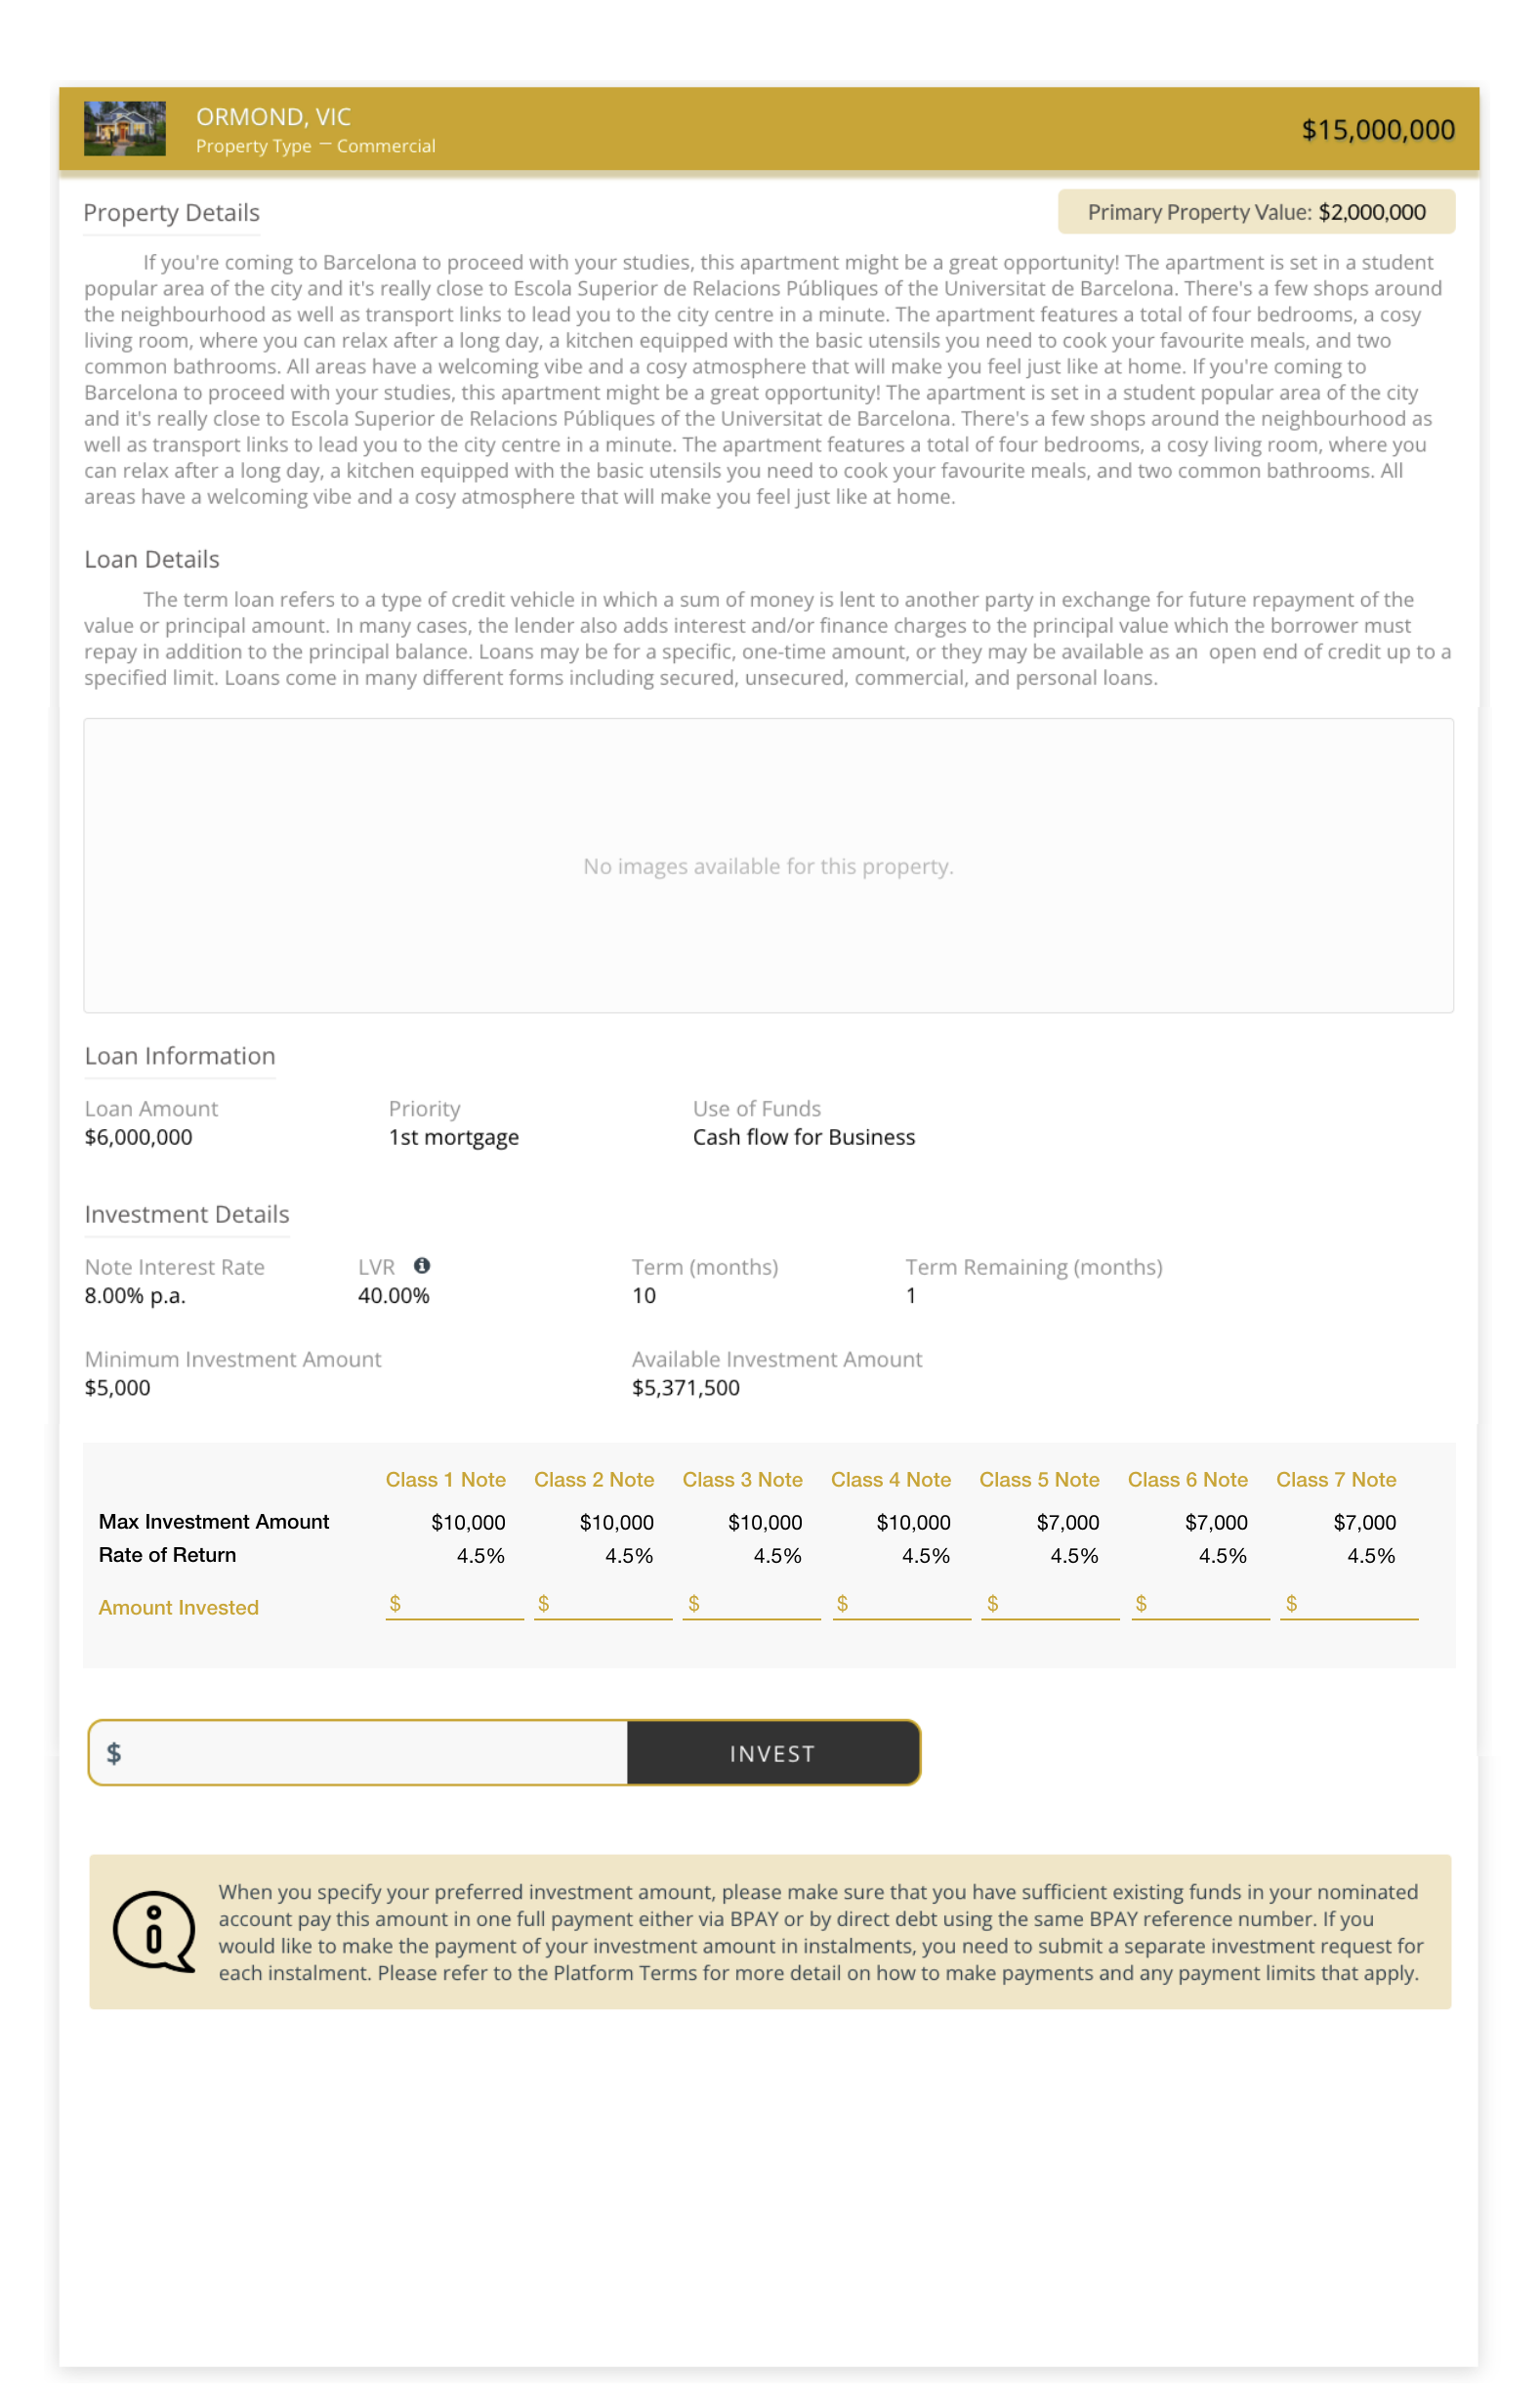 ORMOND, VIC
Property Type — Commercial
$15,000,000
Property Details
Primary Property Value: $2,000,000
If you're coming to Barcelona to proceed with your studies, this apartment might be a great opportunity! The apartment is set in a student
popular area of the city and it's really close to Escola Superior de Relacions Públiques of the Universitat de Barcelona. There's a few shops around
the neighbourhood as well as transport links to lead you to the city centre in a minute. The apartment features a total of four bedrooms, a cosy
living room, where you can relax after a long day, a kitchen equipped with the basic utensils you need to cook your favourite meals, and two
common bathrooms. All areas have a welcoming vibe and a cosy atmosphere that will make you feel just like at home. If you're coming to
Barcelona to proceed with your studies, this apartment might be a great opportunity! The apartment is set in a student popular area of the city
and it's really close to Escola Superior de Relacions Públiques of the Universitat de Barcelona. There's a few shops around the neighbourhood as
well as transport links to lead you to the city centre in a minute. The apartment features a total of four bedrooms, a cosy living room, where you
can relax after a long day, a kitchen equipped with the basic utensils you need to cook your favourite meals, and two common bathrooms. All
areas have a welcoming vibe and a cosy atmosphere that will make you feel just like at home.
Loan Details
The term loan refers to a type of credit vehicle in which a sum of money is lent to another party in exchange for future repayment of the
value or principal amount. In many cases, the lender also adds interest and/or finance charges to the principal value which the borrower must
repay in addition to the principal balance. Loans may be for a specific, one-time amount, or they may be available as an open end of credit up to a
specified limit. Loans come in many different forms including secured, unsecured, commercial, and personal loans.
No images available for this property.
Loan Information
Loan Amount Priority Use of Funds
$6,000,000 1st mortgage Cash flow for Business
Investment Details
Note Interest Rate LVR Term (months) Term Remaining (months)
8.00% p.a. 40.00% 10 1
Minimum Investment Amount Available Investment Amount
$5,000 $5,371,500
Class 1 Note Class 2 Note Class 3 Note Class 4 Note Class 5 Note Class 6 Note Class 7 Note
Max Investment Amount $10,000 $10,000 $10,000 $10,000 $7,000 $7,000 $7,000
Rate of Return 4.5% 4.5% 4.5% 4.5% 4.5% 4.5% 4.5%
Amount Invested $ $ $ $ $ $ $
$ INVEST
When you specify your preferred investment amount, please make sure that you have sufficient existing funds in your nominated
account pay this amount in one full payment either via BPAY or by direct debt using the same BPAY reference number. If you
would like to make the payment of your investment amount in instalments, you need to submit a separate investment request for
each instalment. Please refer to the Platform Terms for more detail on how to make payments and any payment limits that apply.